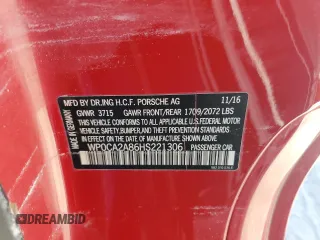 MFD BY DR.ING H.C.F. PORSCHE AG 11/16
GVWR 3715 GAWR FRONT/REAR 1709/2072 LBS
THIS VEHICLE CONFORMS TO ALL APPLICABLE
FEDERAL MOTOR VEHICLE SAFETY, BUMPER,
AND THEFT PREVENTION STANDARDS IN EFFECT
ON THE DATE OF MANUFACTURE SHOWN ABOVE.
WP0CA2A86HS221306 PASSENGER CAR
MADE IN GERMANY
DREAMBID